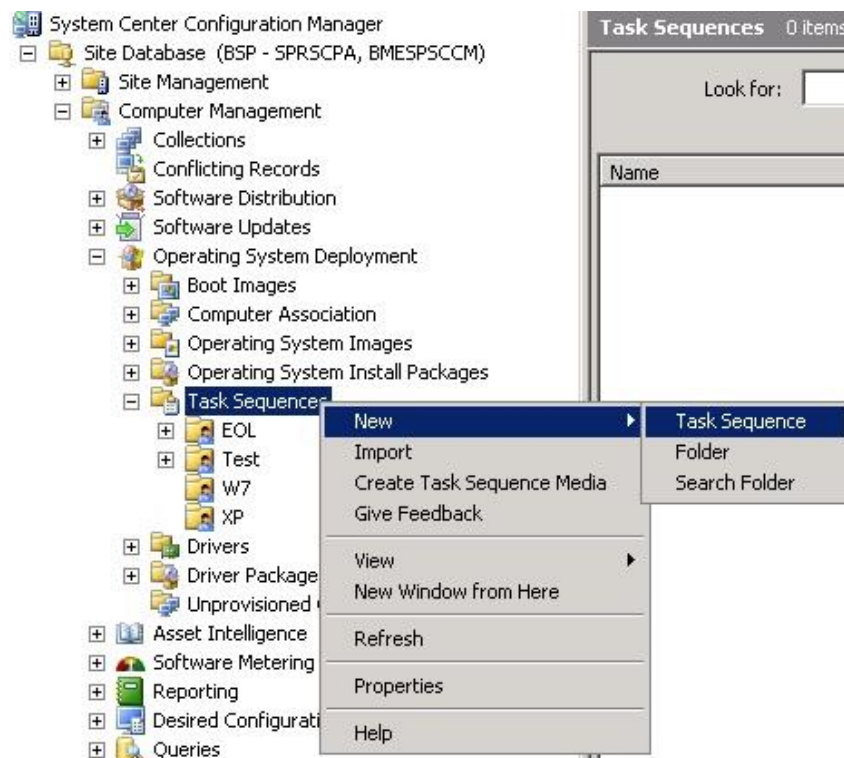 System Center Configuration Manager
Site Database (BSP - SPRSCPA, BMESPSCCM)
Site Management
Computer Management
Collections
Conflicting Records
Software Distribution
Software Updates
Operating System Deployment
Boot Images
Computer Association
Operating System Images
Operating System Install Packages
Task Sequences
EOL
Test
W7
XP
Drivers
Driver Package
Unprovisioned
Asset Intelligence
Software Metering
Reporting
Desired Configurati
Queries
New
Import
Create Task Sequence Media
Give Feedback
View
New Window from Here
Refresh
Properties
Help
Task Sequence
Folder
Search Folder
Task Sequences 0 items
Look for:
Name